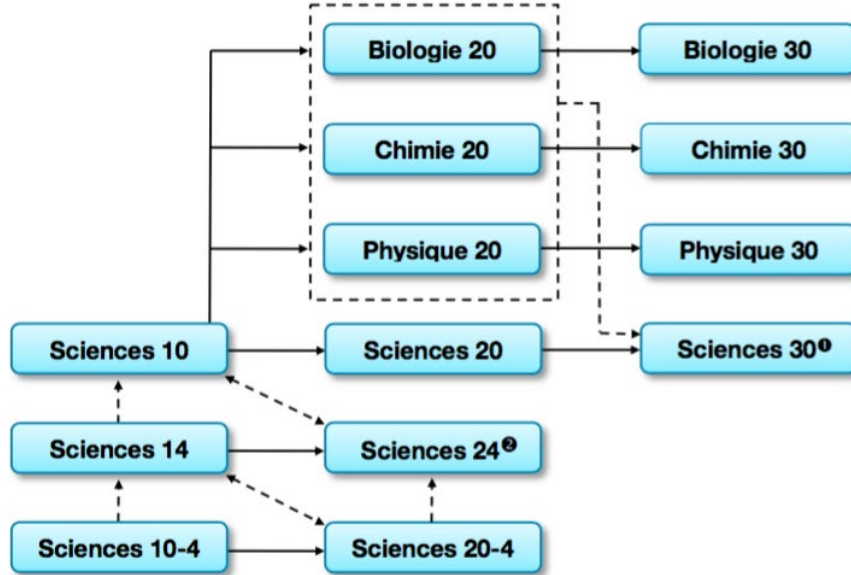 Biologie 20
Biologie 30
Chimie 20
Chimie 30
Physique 20
Physique 30
Sciences 10
Sciences 20
Sciences 30❶
Sciences 14
Sciences 24❷
Sciences 10-4
Sciences 20-4